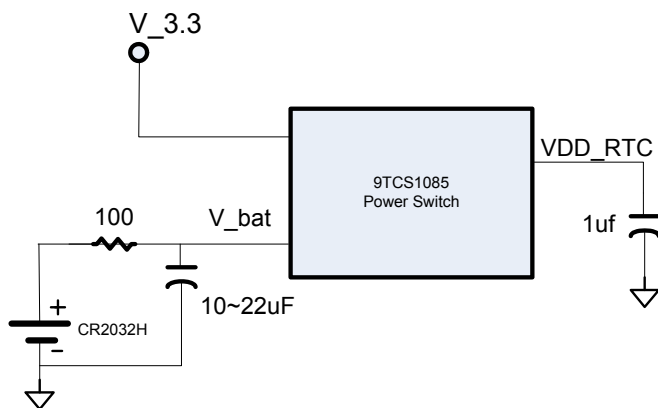 V_3.3
VDD_RTC
9TCS1085
Power Switch
100
V_bat
1uf
10~22uF
+
CR2032H
-